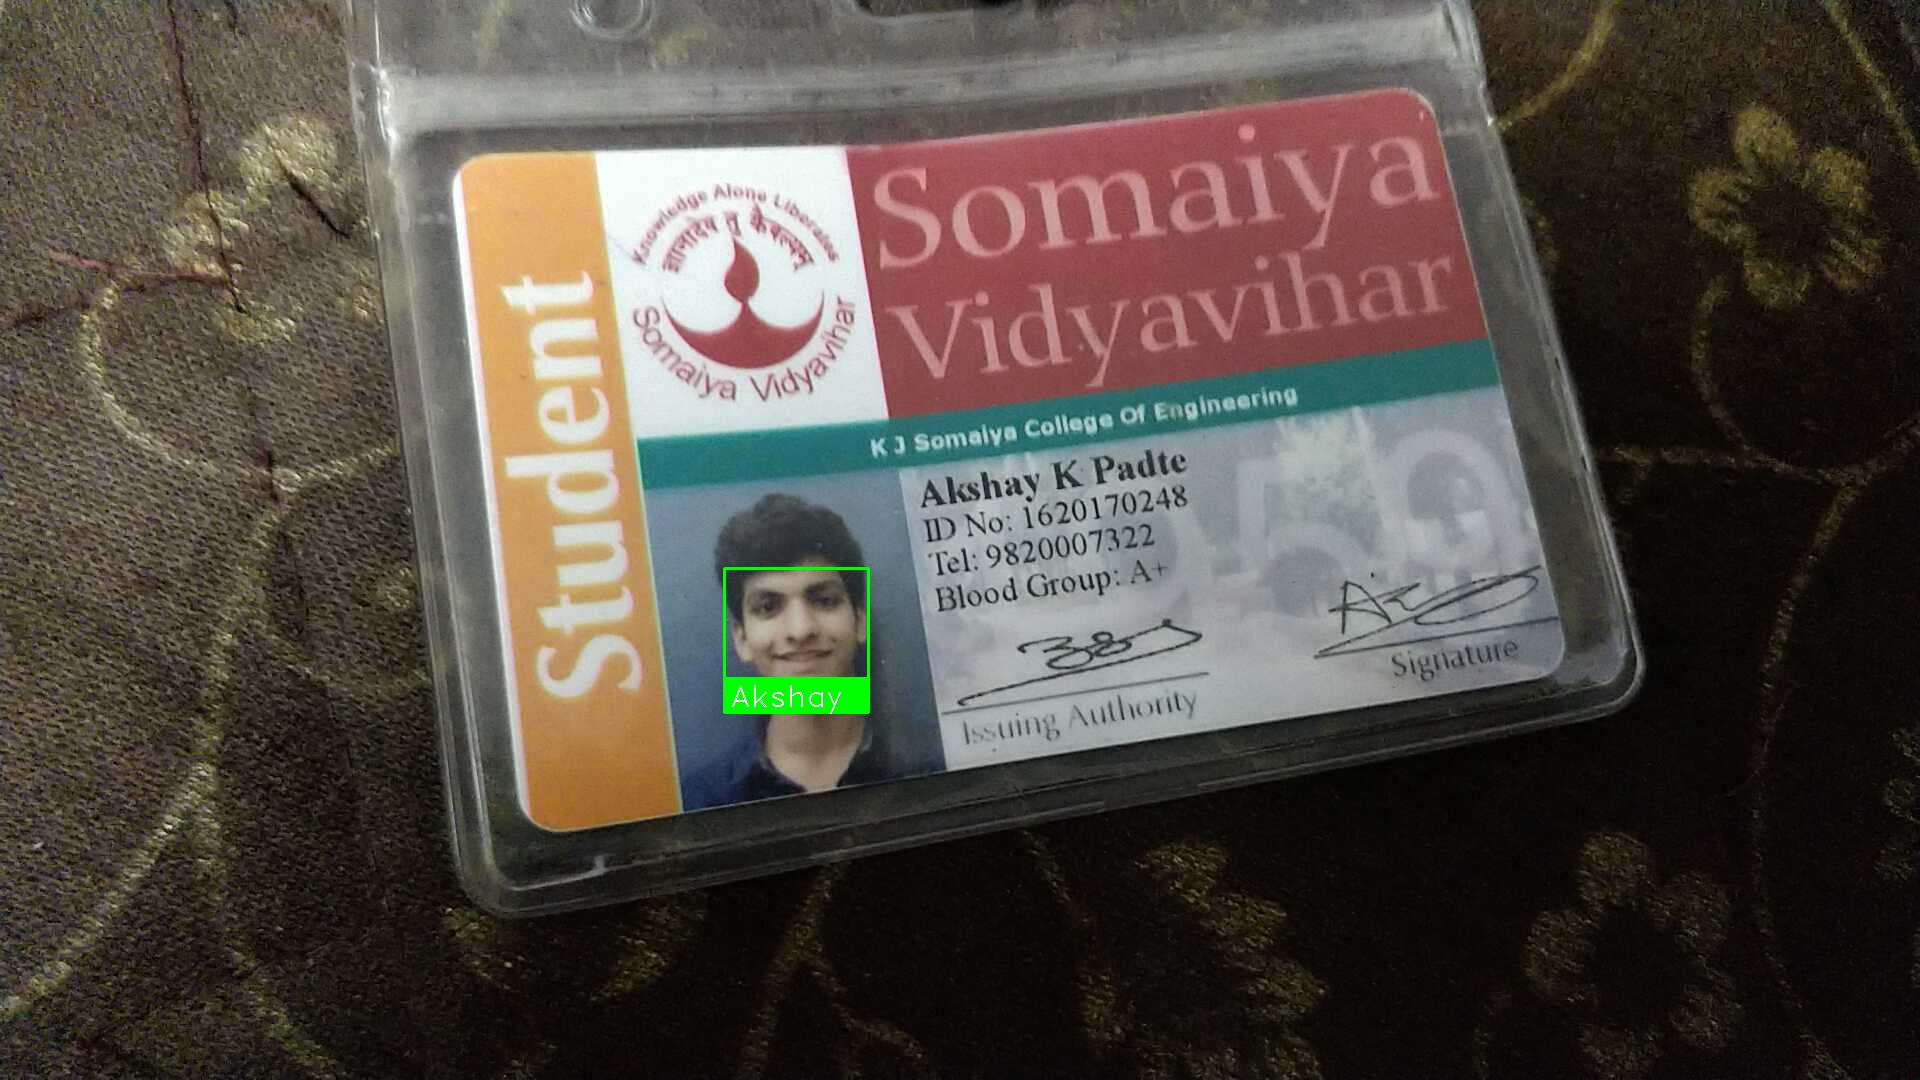 Student
Knowledge Alone Liberates
ज्ञानादेव तु कैवल्यम
Somaiya Vidyavihar
Somaiya
Vidyavihar
K J Somaiya College Of Engineering
Akshay K Padte
ID No: 1620170248
Tel: 9820007322
Blood Group: A+
Akshay
Issuing Authority
Signature